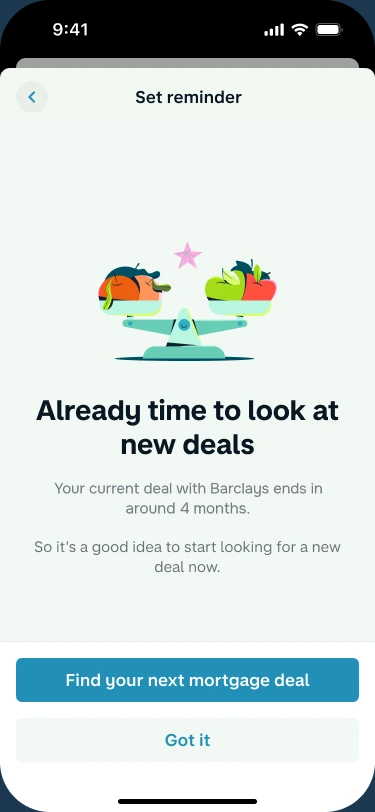 9:41
Set reminder
Already time to look at
new deals
Your current deal with Barclays ends in
around 4 months.
So it's a good idea to start looking for a new
deal now.
Find your next mortgage deal
Got it